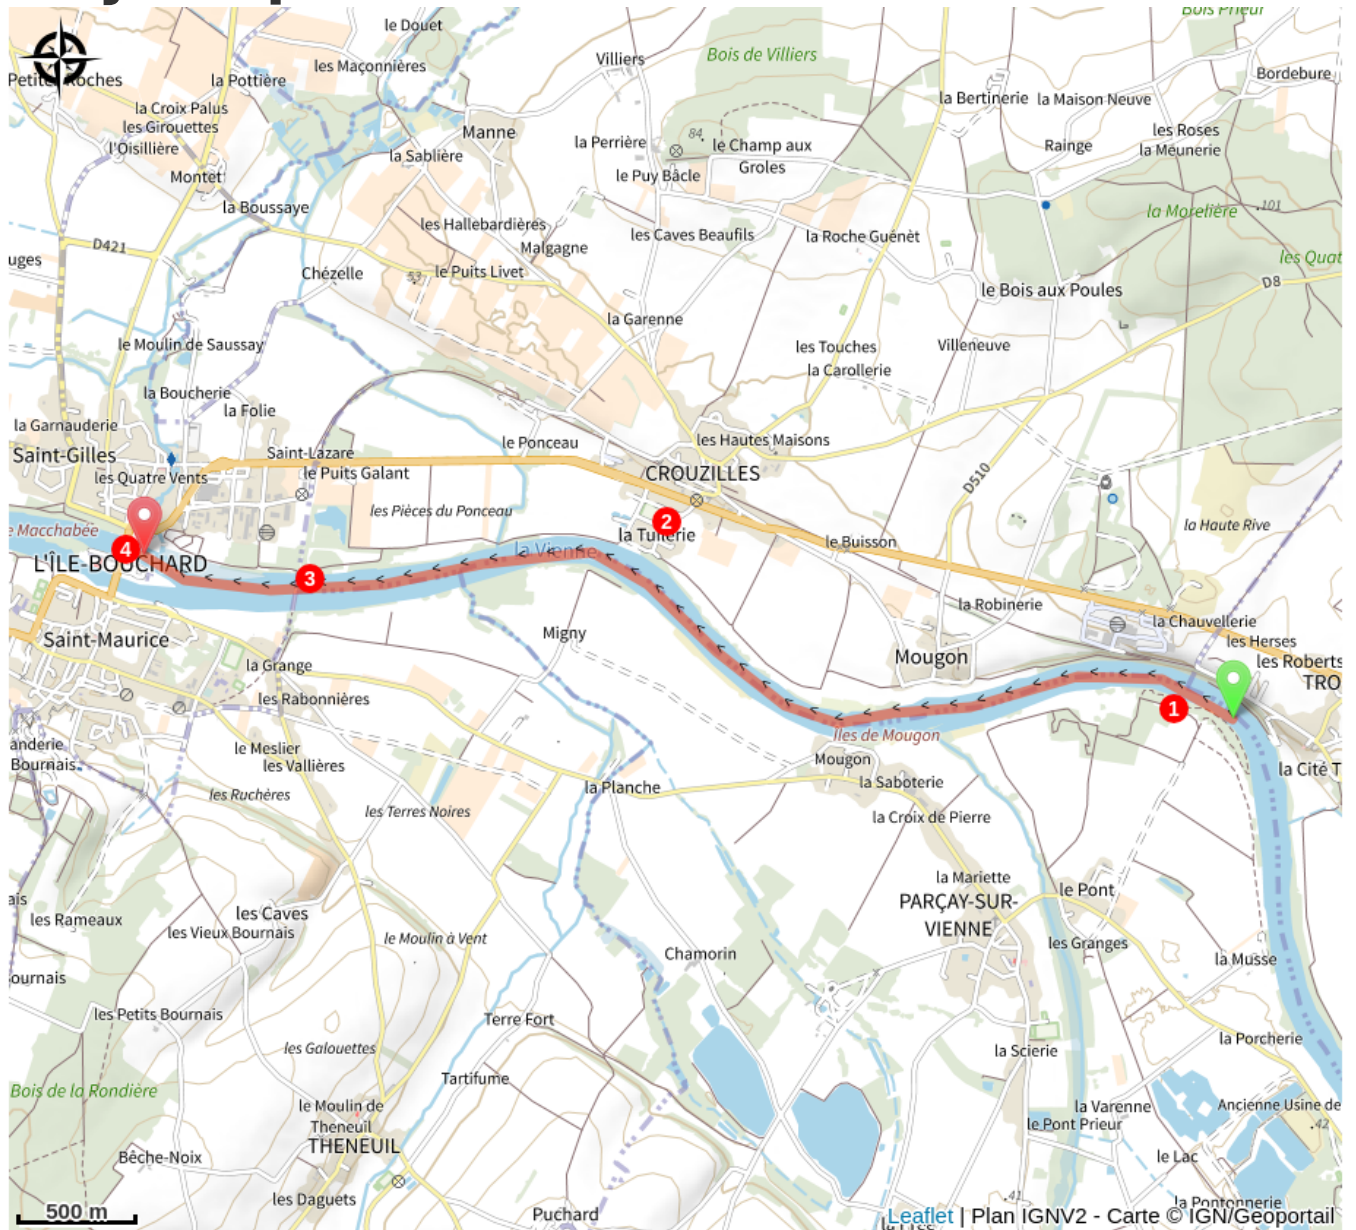 le Douet
Bois Prieur
les Maçonnières
Villiers
Bois de Villiers
Bordebure
Petites Roches
la Pottière
la Bertinerie
la Maison Neuve
la Croix Palus
les Girouettes
l'Oisillière
Manne
la Perrière
84
le Champ aux
Groles
les Roses
la Meunerie
Rainge
la Sablière
Montet
le Puy Bâcle
la Boussaye
les Hallebardières
la Morelière
101
D421
Malgagne
les Caves Beaufils
la Roche Guénèt
uges
Chézelle
53
le Puits Livet
les Quat
D8
le Bois aux Poules
la Garenne
le Moulin de Saussay
les Touches
Villeneuve
la Carollerie
la Boucherie
la Folie
la Garnauderie
Saint-Gilles
Saint-Lazare
le Ponceau
les Hautes Maisons
les Quatre Vents
le Puits Galant
CROUZILLES
D510
les Pièces du Ponceau
2
la Haute Rive
e Macchabée
la Tuilerie
4
la Vienne
le Buisson
L'ÎLE-BOUCHARD
3
la Robinerie
la Chauvellerie
Saint-Maurice
Migny
les Herses
la Grange
Mougon
les Roberts
TRO
les Rabonnières
1
Îles de Mougon
anderie
Bournais
le Meslier
les Vallières
Mougon
la Cité T
les Ruchères
la Planche
la Saboterie
les Terres Noires
la Croix de Pierre
la Mariette
ais
les Rameaux
les Caves
le Pont
PARÇAY-SUR-
VIENNE
les Vieux Bournais
le Moulin à Vent
les Granges
Chamorin
la Musse
ournais
les Petits Bournais
Terre Fort
la Porcherie
les Galouettes
la Scierie
Bois de la Rondière
Tartifume
le Moulin de
Theneuil
la Varenne
Ancienne Usine de
THENEUIL
le Pont Prieur
42
Bêche-Noix
le Lac
les Daguets
41
la Pontonnerie
500 m
Puchard
Leaflet | Plan IGNV2 - Carte © IGN/Geoportail